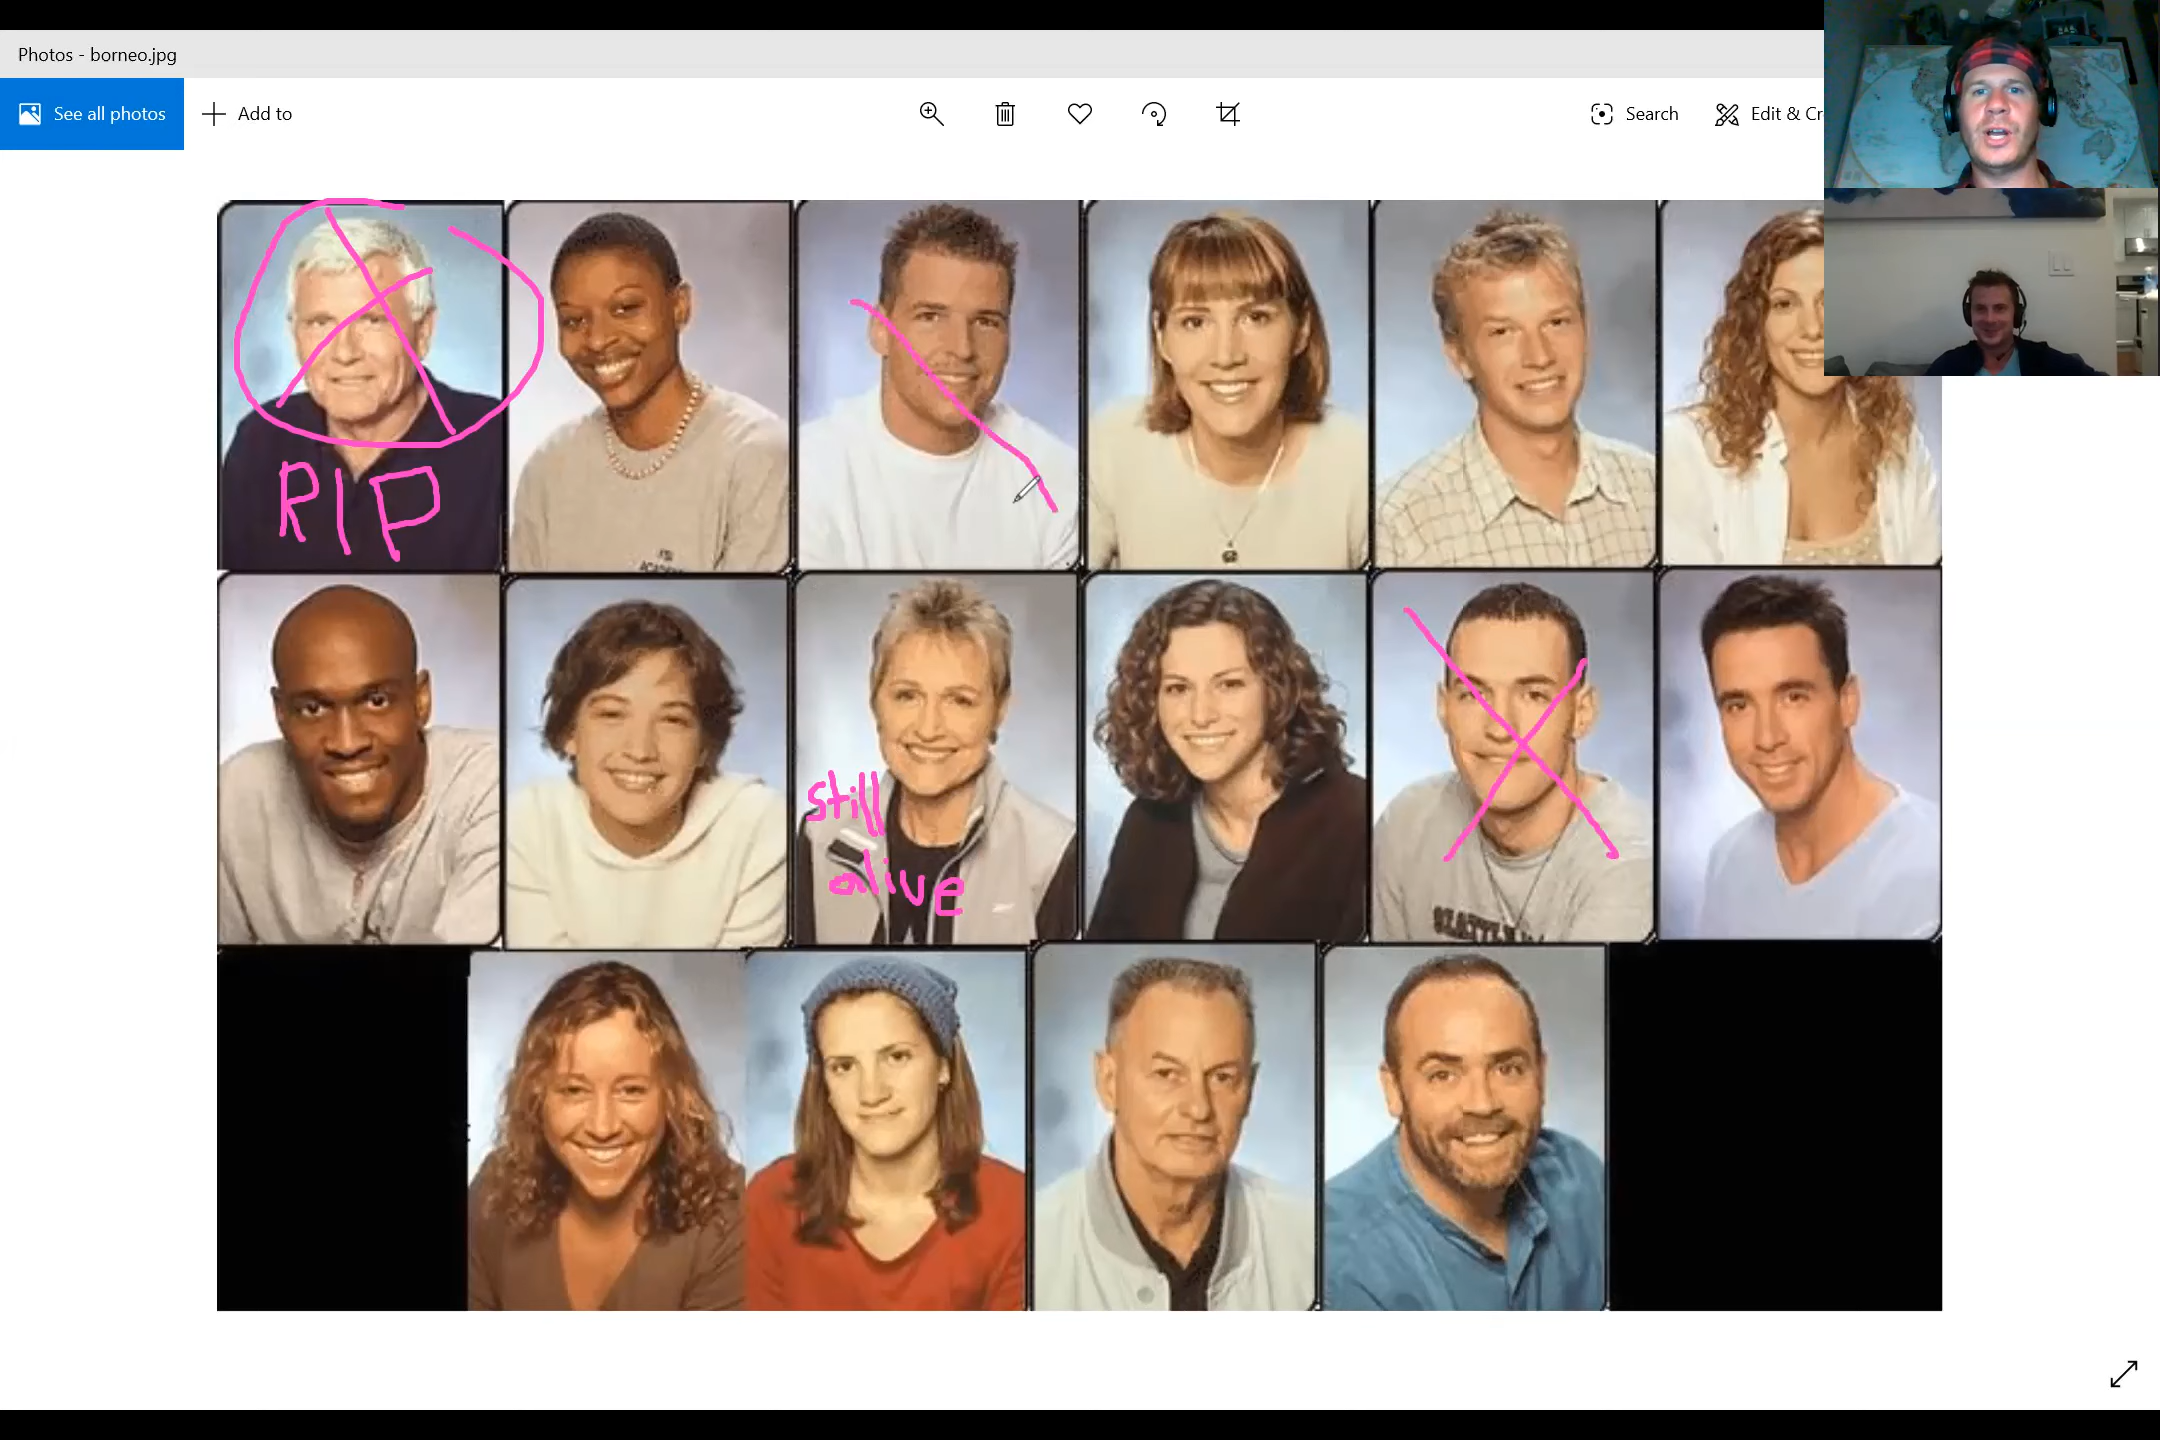 Photos - borneo.jpg
See all photos
Add to
Search
Edit & Cr
RIP
still
alive